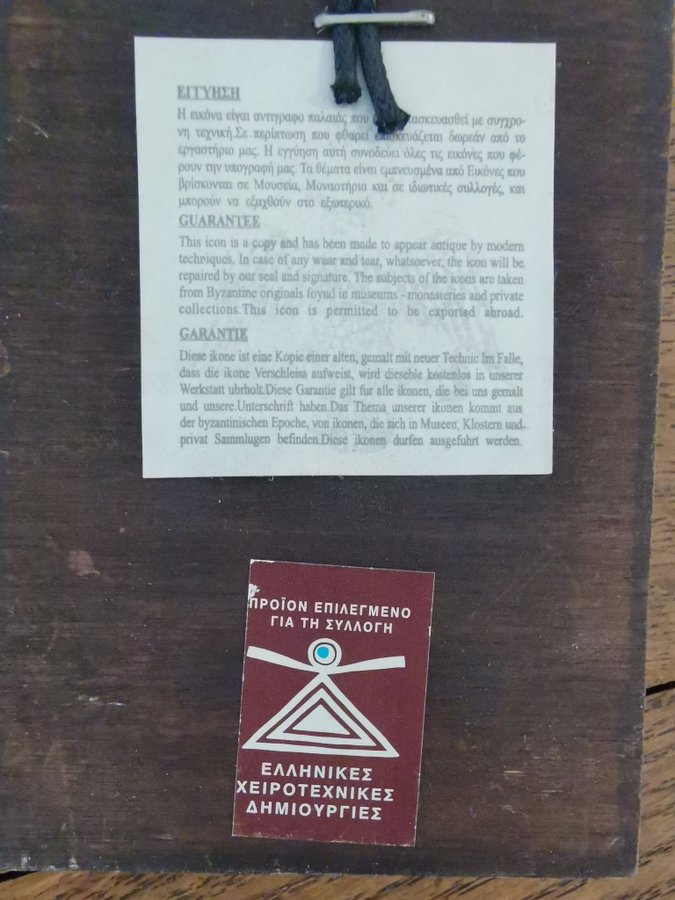 ΕΓΓΥΗΣΗ
Η εικόνα είναι αντιγραφο παλαιάς που σκευασθεί με συγχρο-
νη τεχνική.Σε περίπτωση που φθαρεί επισκευάζεται δωρεάν από το
εργαστήριο μας. Η εγγύηση αυτή συνοδεύει όλες τις εικόνες που φέ-
ρουν την υπογραφή μας. Τα θέματα είναι εμπνευσμένα από Εικόνες που
βρίσκονται σε Μουσεία, Μοναστήρια και σε ιδιωτικές συλλογές, και
μπορούν να εξαχθούν στο εξωτερικό.
GUARANTEE
This icon is a copy and has been made to appear antique by modern
techniques. In case of any wear and tear, whatsoever, the icon will be
repaired by our seal and signature. The subjects of the icons are taken
from Byzantine originals foynd in museums - monasteries and private
collections.This icon is permitted to be exported abroad.
GARANTIE
Diese ikone ist eine Kopie einer alten, gemalt mit neuer Technic Im Falle,
dass die ikone Verschleiss aufweist, wird dieseble kostenlos in unserer
Werkstatt ubrholt.Diese Garantie gilt fur alle ikonen, die bei uns gemalt
und unsere.Unterschrift haben.Das Thema unserer ikonen kommt aus
der byzantinischen Epoche, von ikonen, die sich in Museen, Klostern und-
privat Sammlugen befinden.Diese ikonen durfen ausgefuhrt werden.
ΠΡΟΪΟΝ ΕΠΙΛΕΓΜΕΝΟ
ΓΙΑ ΤΗ ΣΥΛΛΟΓΗ
ΕΛΛΗΝΙΚΕΣ
ΧΕΙΡΟΤΕΧΝΙΚΕΣ
ΔΗΜΙΟΥΡΓΙΕΣ